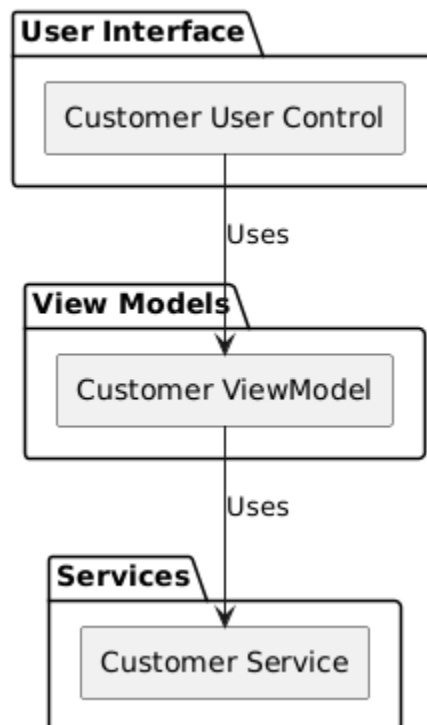 User Interface
Customer User Control
Uses
View Models
Customer ViewModel
Uses
Services
Customer Service